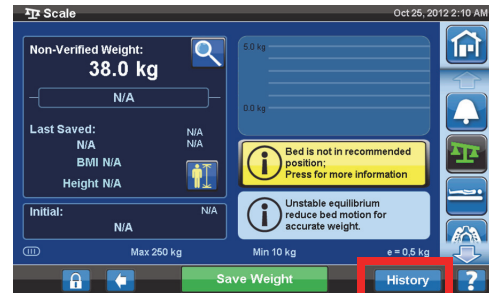 Scale
Oct 25, 2012 2:10 AM
Non-Verified Weight:
38.0 kg
N/A
Last Saved:
N/A
N/A
N/A
BMI N/A
Height N/A
Initial:
N/A
N/A
5.0 kg
0.0 kg
Bed is not in recommended
position;
Press for more information
Unstable equilibrium
reduce bed motion for
accurate weight.
III
Max 250 kg
Min 10 kg
e = 0,5 kg
Save Weight
History
?